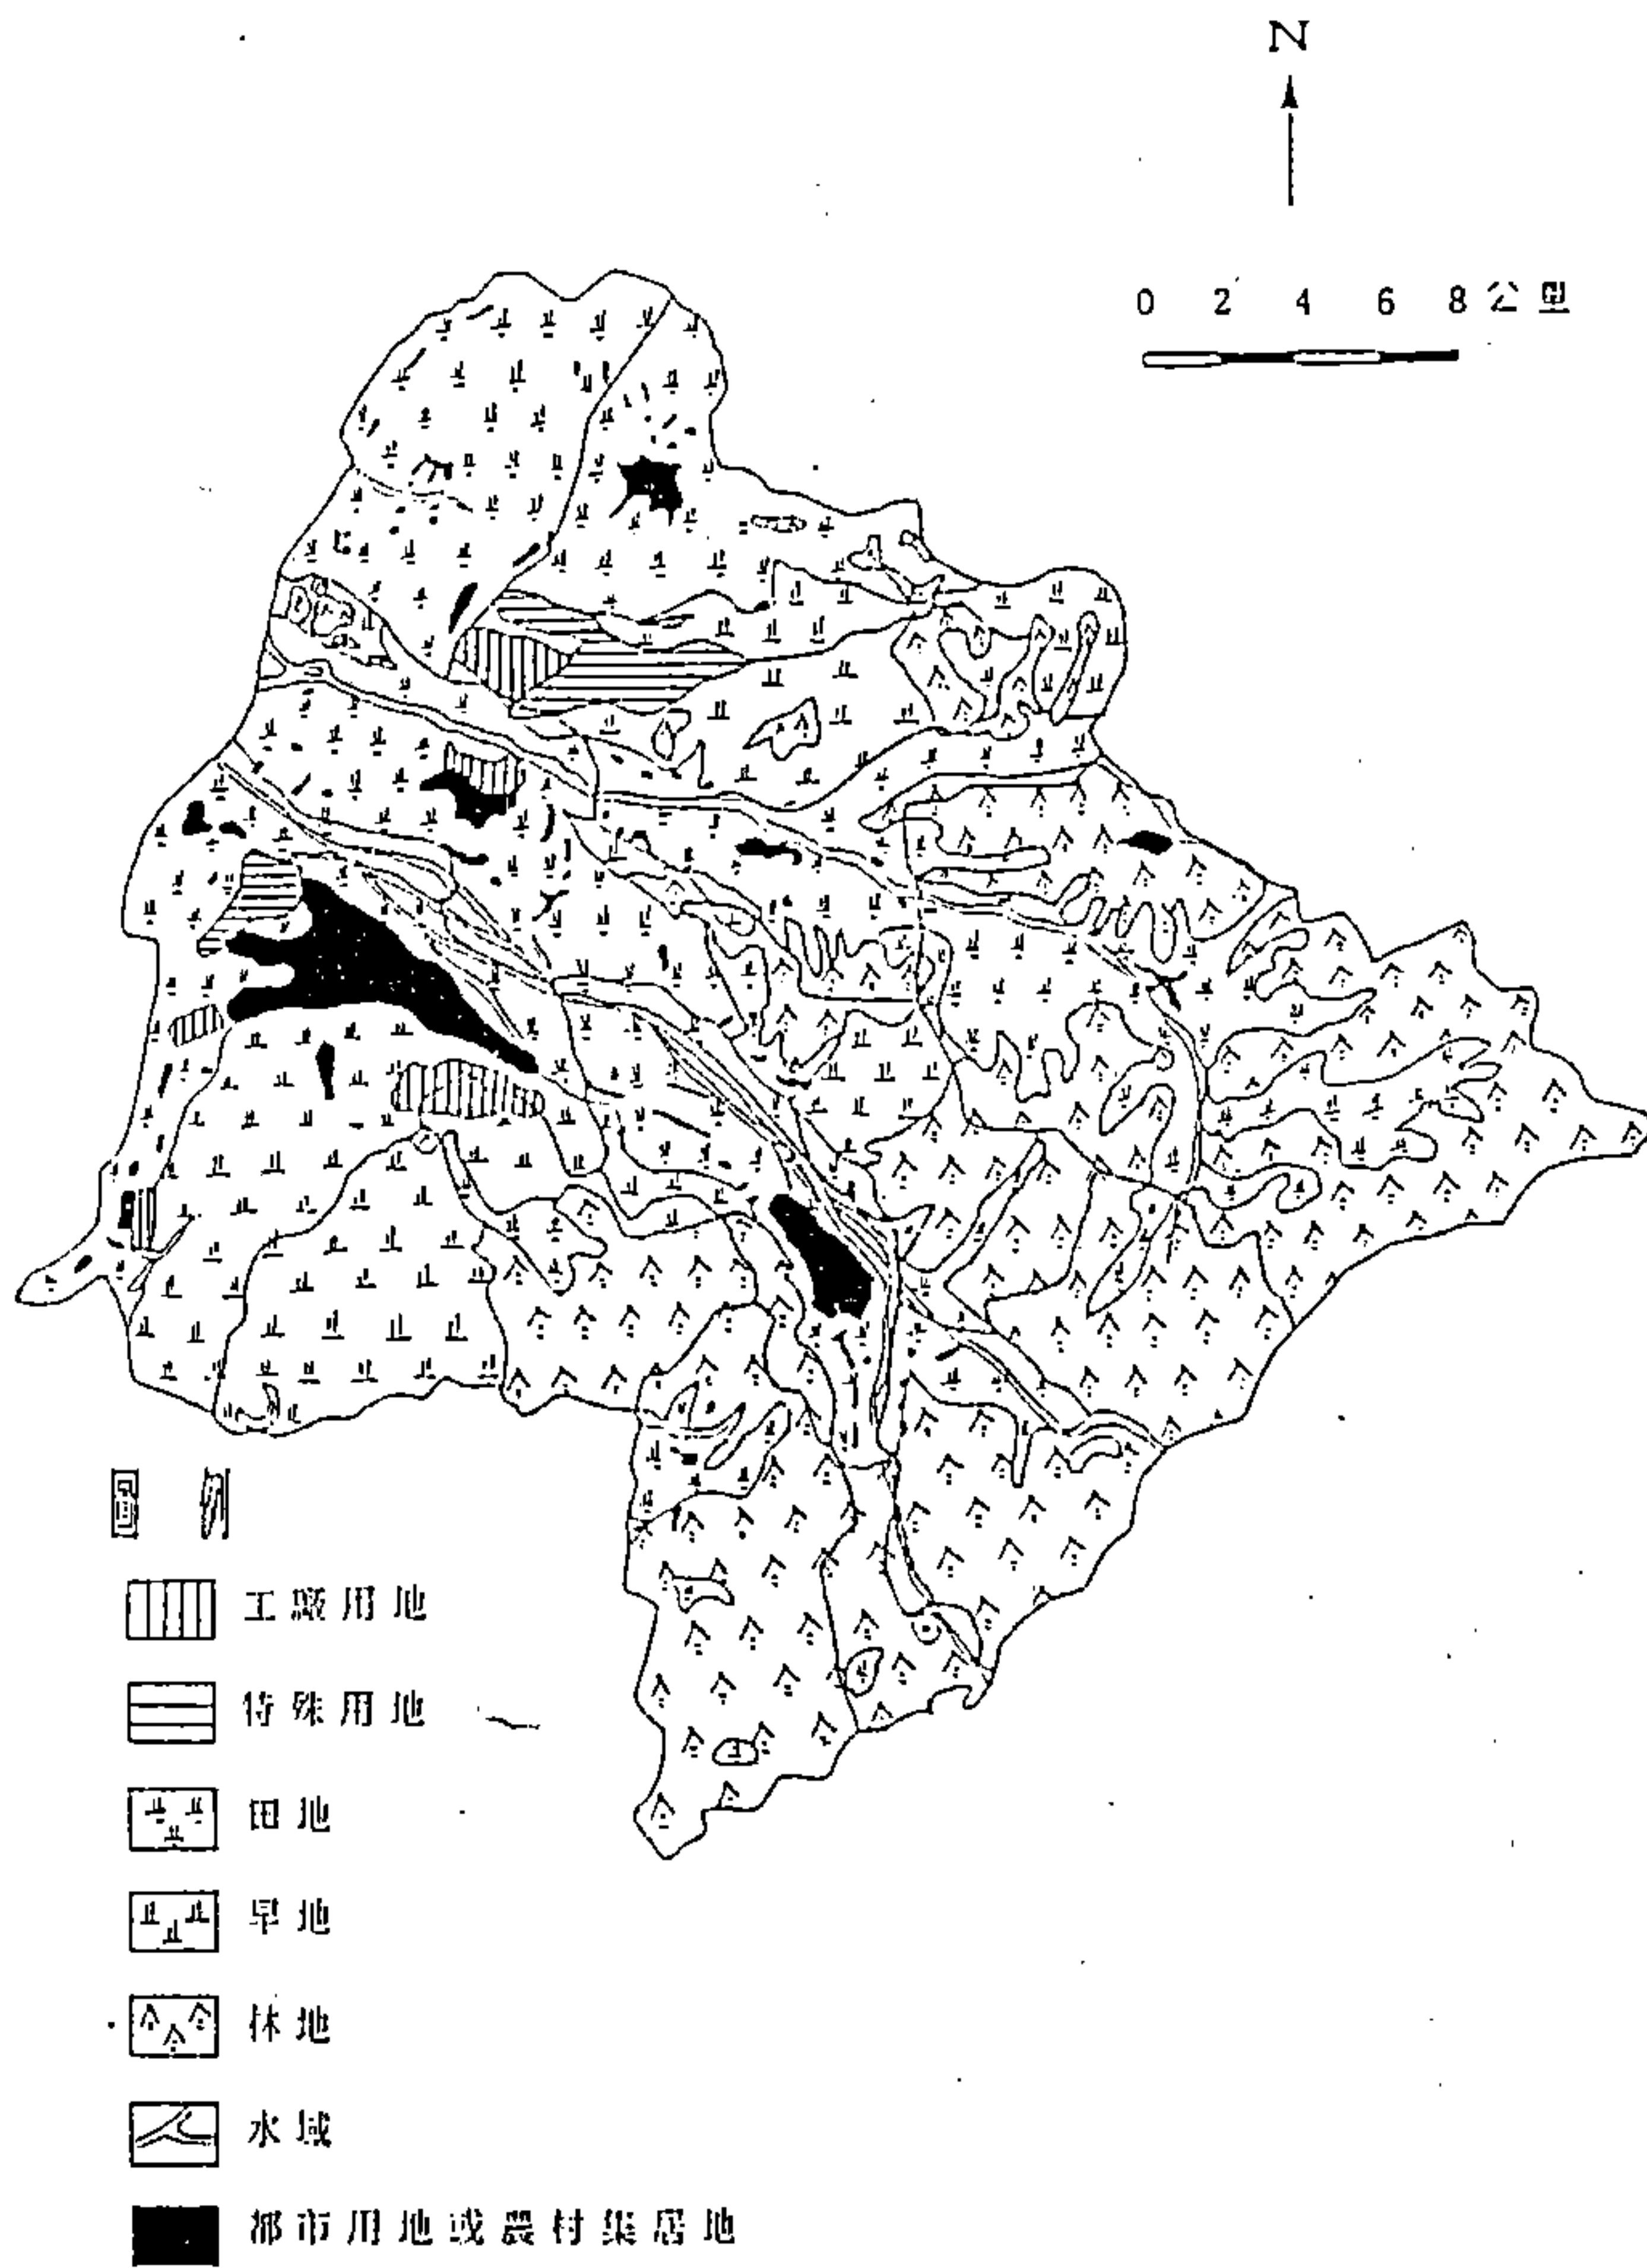 N
0 2 4 6 8 公里
圖例
工廠用地
特殊用地
田地
旱地
林地
水域
都市用地或農村集居地